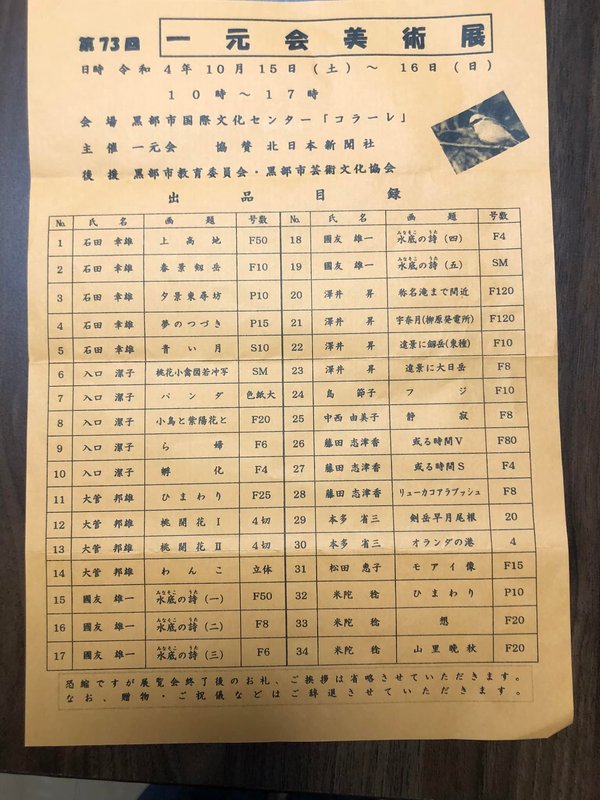 第73回 一元会美術展
日時 令和4年10月15日(土)～16日(日)
10時～17時
会場 黒部市国際文化センター「コラーレ」
主催 一元会 協賛 北日本新聞社
後援 黒部市教育委員会・黒部市芸術文化協会
出品目録
№ 氏名 画題 号数 № 氏名 画題 号数
1 石田 幸雄 上高地 F50
2 石田 幸雄 春景劔岳 F10
3 石田 幸雄 夕景東尋坊 P10
4 石田 幸雄 夢のつづき P15
5 石田 幸雄 青い月 S10
6 入口 潔子 桃花小禽図若冲写 SM
7 入口 潔子 パンダ 色紙大
8 入口 潔子 小鳥と紫陽花と F20
9 入口 潔子 ら婦 F6
10 入口 潔子 孵化 F4
11 大菅 邦雄 ひまわり F25
12 大菅 邦雄 桃開花Ⅰ 4切
13 大菅 邦雄 桃開花Ⅱ 4切
14 大菅 邦雄 わんこ 立体
15 國友 雄一 水底の詩(一) F50
16 國友 雄一 水底の詩(二) F8
17 國友 雄一 水底の詩(三) F6
18 國友 雄一 水底の詩(四) F4
19 國友 雄一 水底の詩(五) SM
20 澤井 昇 称名滝まで間近 F120
21 澤井 昇 宇奈月(柳原発電所) F120
22 澤井 昇 遠景に劔岳(東種) F10
23 澤井 昇 遠景に大日岳 F8
24 島 節子 フジ F10
25 中西 由美子 静寂 F8
26 藤田 志津香 或る時間V F80
27 藤田 志津香 或る時間S F4
28 藤田 志津香 リューカコアラブッシュ F8
29 本多 省三 剣岳早月尾根 20
30 本多 省三 オランダの港 4
31 松田 恵子 モアイ像 F15
32 米陀 稔 ひまわり P10
33 米陀 稔 憩 F20
34 米陀 稔 山里晩秋 F20
恐縮ですが展覧会終了後のお札、ご挨拶は省略させていただきます。
なお、贈物・ご祝儀などはご辞退させていただきます。